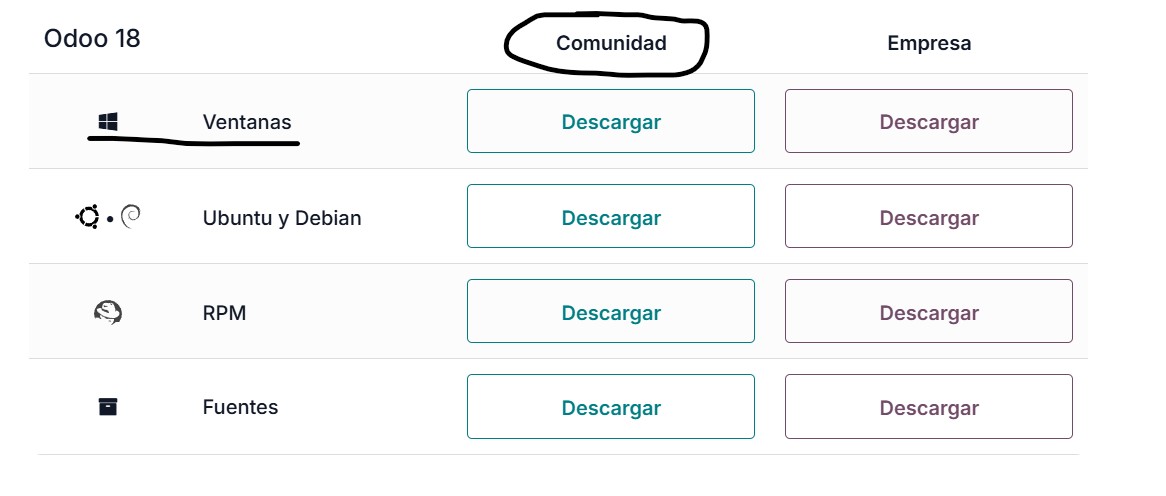 Odoo 18 Comunidad Empresa
Ventanas Descargar Descargar
Ubuntu y Debian Descargar Descargar
RPM Descargar Descargar
Fuentes Descargar Descargar